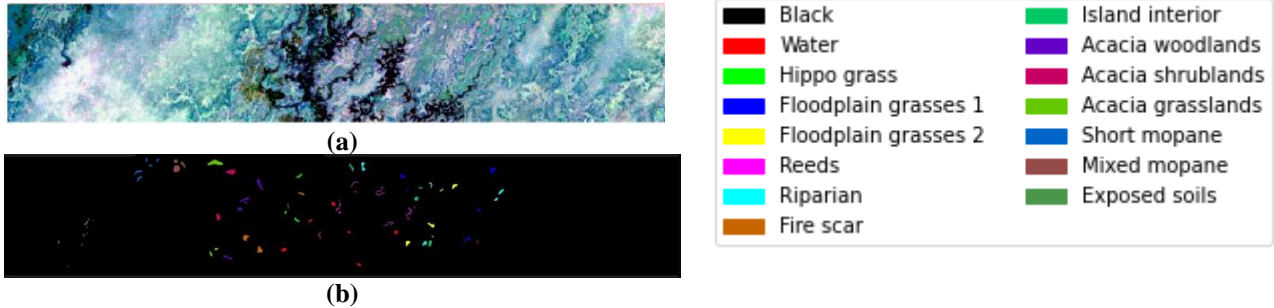 (a)
(b)
Black
Water
Hippo grass
Floodplain grasses 1
Floodplain grasses 2
Reeds
Riparian
Fire scar
Island interior
Acacia woodlands
Acacia shrublands
Acacia grasslands
Short mopane
Mixed mopane
Exposed soils